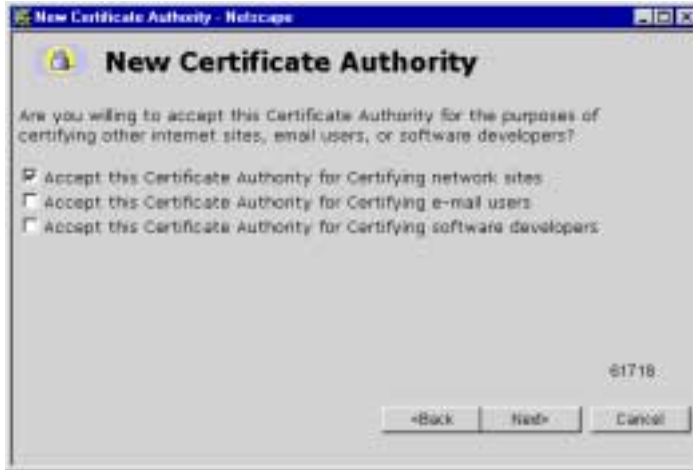 New Certificate Authority - Netscape
New Certificate Authority
Are you willing to accept this Certificate Authority for the purposes of
certifying other internet sites, email users, or software developers?
Accept this Certificate Authority for Certifying network sites
Accept this Certificate Authority for Certifying e-mail users
Accept this Certificate Authority for Certifying software developers
61718
<Back Next> Cancel